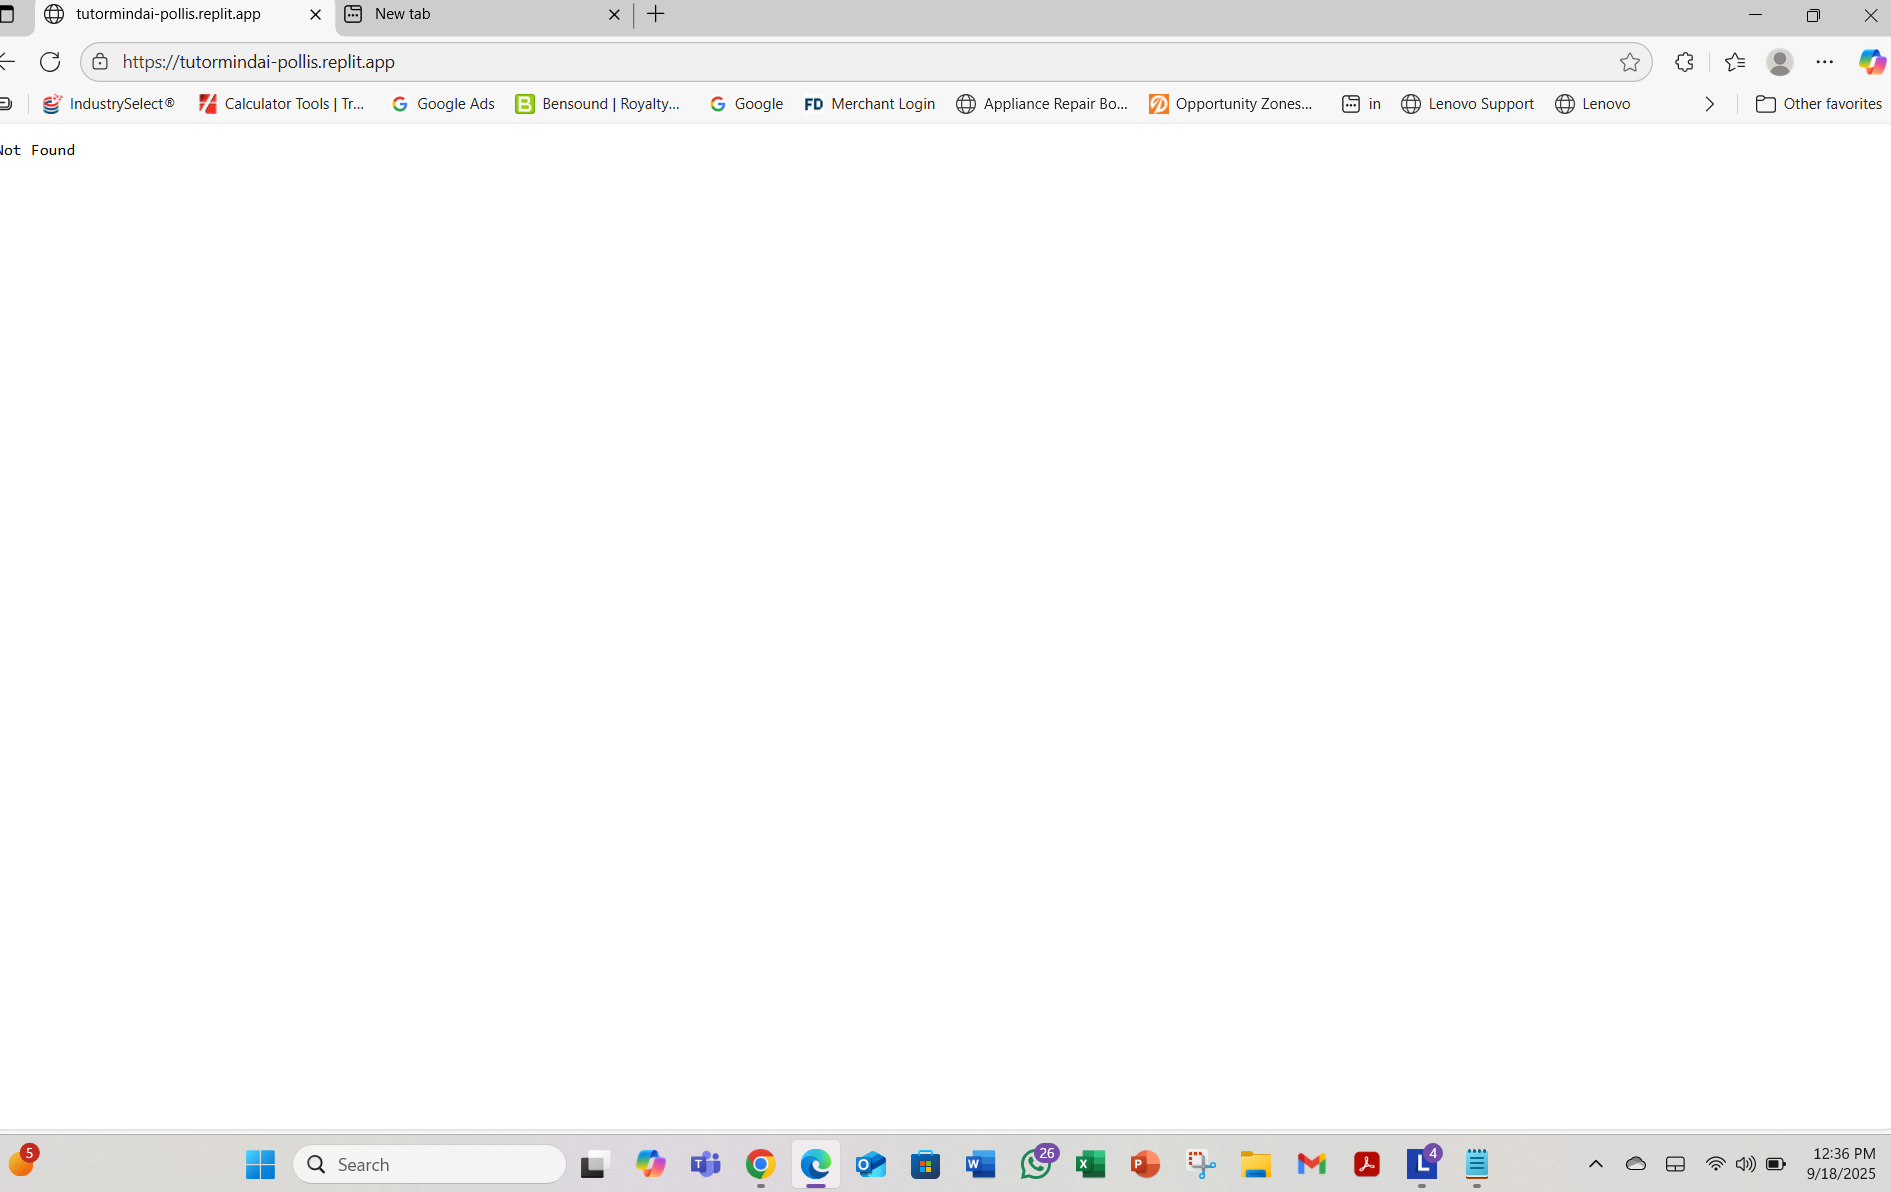 tutormindai-pollis.replit.app
New tab
https://tutormindai-pollis.replit.app
IndustrySelect®
Calculator Tools | Tr...
Google Ads
Bensound | Royalty...
Google
FD Merchant Login
Appliance Repair Bo...
Opportunity Zones...
in
Lenovo Support
Lenovo
Other favorites
Not Found
5
Search
26
4
12:36 PM
9/18/2025